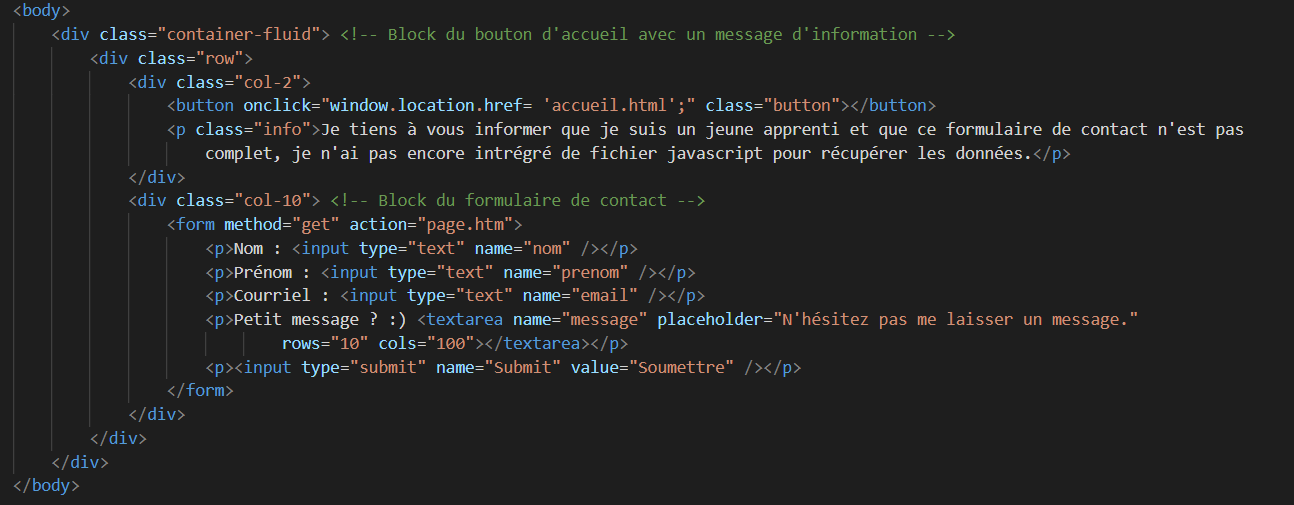 <body>
<div class="container-fluid"> <!-- Block du bouton d'accueil avec un message d'information -->
<div class="row">
<div class="col-2">
<button onclick="window.location.href= 'accueil.html';" class="button"></button>
<p class="info">Je tiens à vous informer que je suis un jeune apprenti et que ce formulaire de contact n'est pas
complet, je n'ai pas encore intrégré de fichier javascript pour récupérer les données.</p>
</div>
<div class="col-10"> <!-- Block du formulaire de contact -->
<form method="get" action="page.htm">
<p>Nom : <input type="text" name="nom" /></p>
<p>Prénom : <input type="text" name="prenom" /></p>
<p>Courriel : <input type="text" name="email" /></p>
<p>Petit message ? :) <textarea name="message" placeholder="N'hésitez pas me laisser un message."
rows="10" cols="100"></textarea></p>
<p><input type="submit" name="Submit" value="Soumettre" /></p>
</form>
</div>
</div>
</div>
</body>